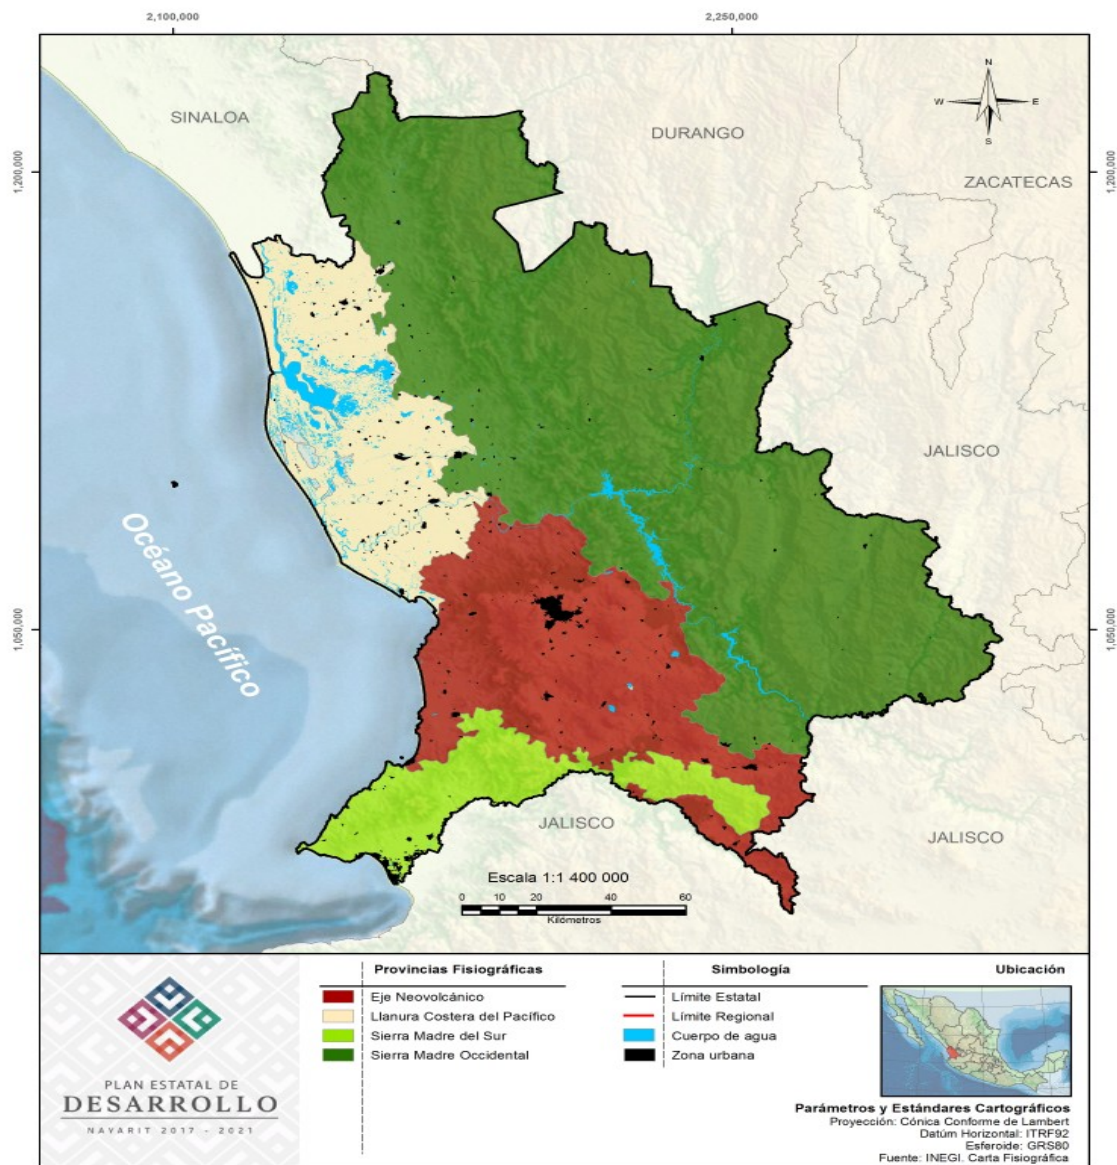 2,100,000
2,250,000
N
W E
S
SINALOA
DURANGO
ZACATECAS
1,200,000
1,200,000
JALISCO
Océano Pacífico
1,050,000
1,050,000
JALISCO
JALISCO
Escala 1:1 400 000
0 10 20 40 60
Kilómetros
Provincias Fisiográficas
Eje Neovolcánico
Llanura Costera del Pacífico
Sierra Madre del Sur
Sierra Madre Occidental
Simbología
Límite Estatal
Límite Regional
Cuerpo de agua
Zona urbana
Ubicación
PLAN ESTATAL DE
DESARROLLO
NAYARIT 2017 - 2021
Parámetros y Estándares Cartográficos
Proyección: Cónica Conforme de Lambert
Datúm Horizontal: ITRF92
Esferoide: GRS80
Fuente: INEGI. Carta Fisiográfica